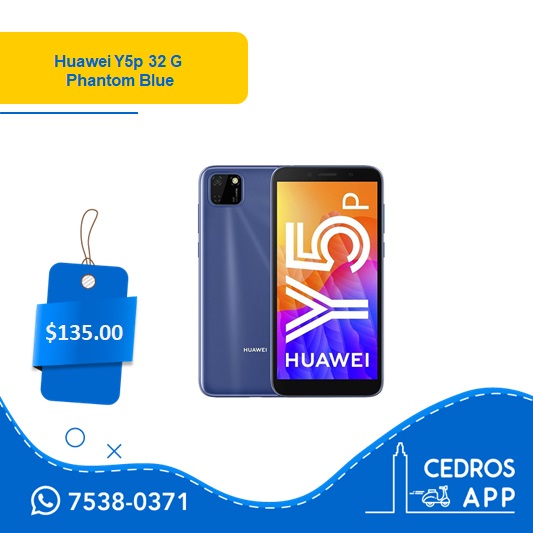 Huawei Y5p 32 G
Phantom Blue
$135.00
HUAWEI
Y5P
HUAWEI
7538-0371
CEDROS
APP